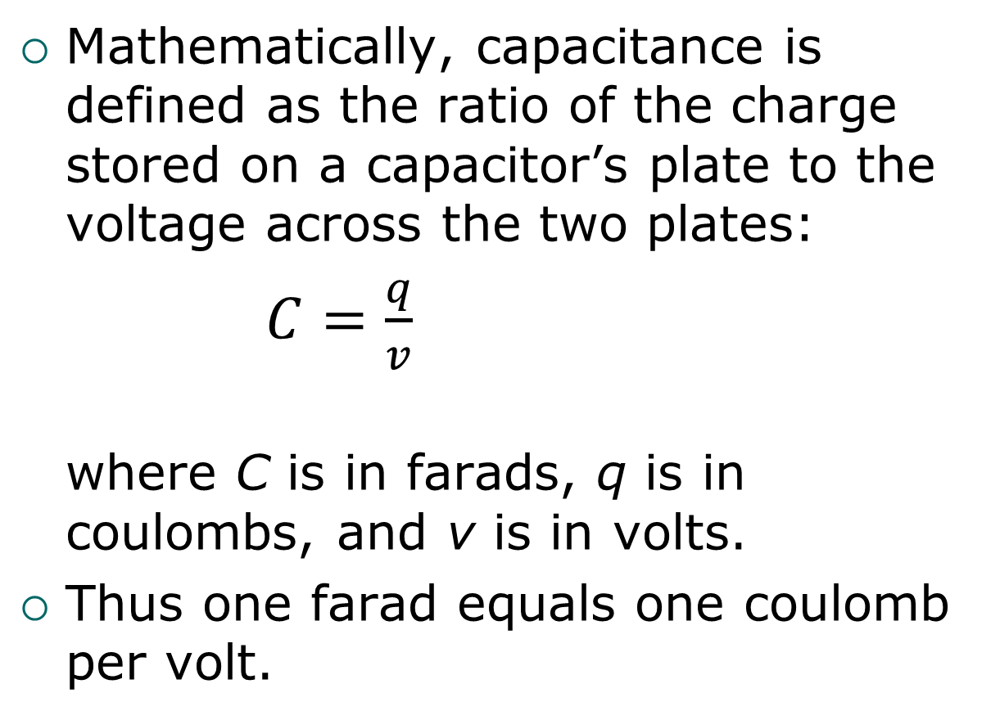 ○ Mathematically, capacitance is
defined as the ratio of the charge
stored on a capacitor’s plate to the
voltage across the two plates:
C = q/v
where C is in farads, q is in
coulombs, and v is in volts.
○ Thus one farad equals one coulomb
per volt.